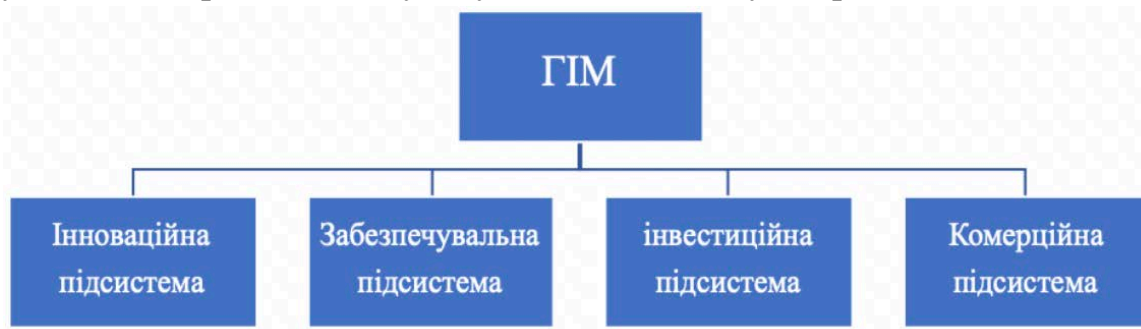 ГІМ
Інноваційна
підсистема
Забезпечувальна
підсистема
інвестиційна
підсистема
Комерційна
підсистема